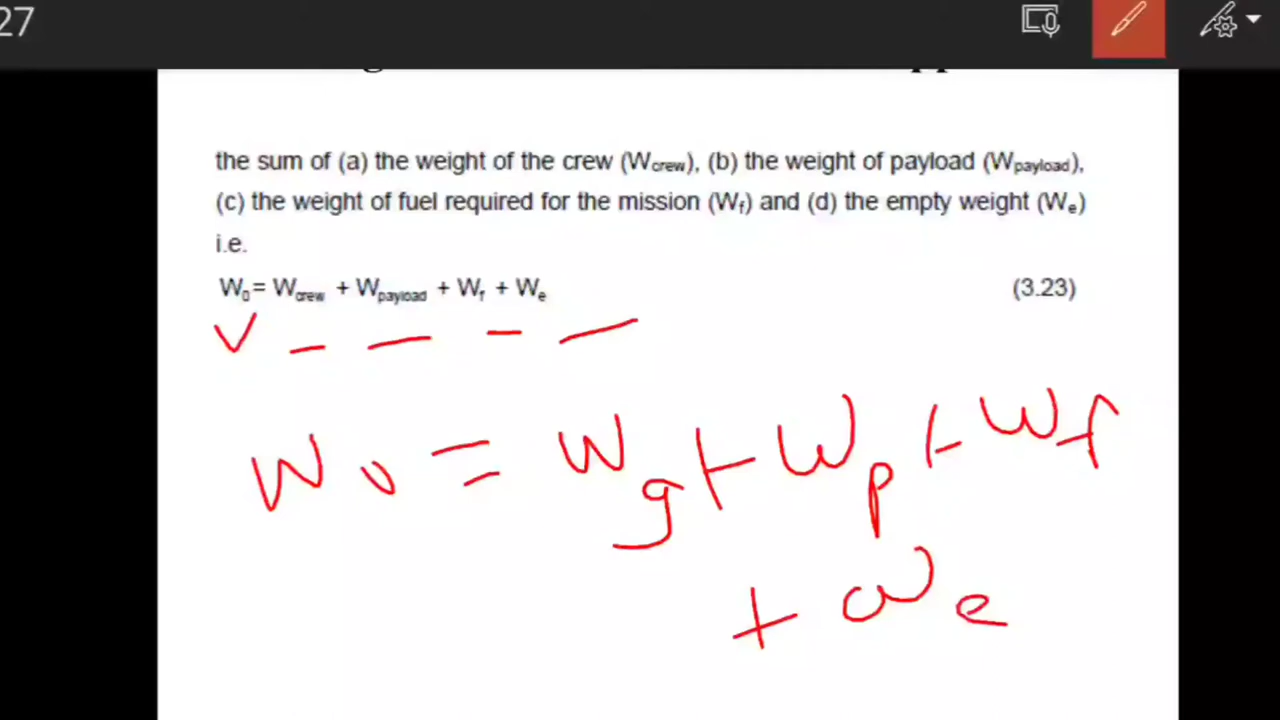 27
the sum of (a) the weight of the crew (Wcrew), (b) the weight of payload (Wpayload),
(c) the weight of fuel required for the mission (Wf) and (d) the empty weight (We)
i.e.
W0= Wcrew + Wpayload + Wf + We (3.23)
W0 = Wg + Wp + Wf
+ We